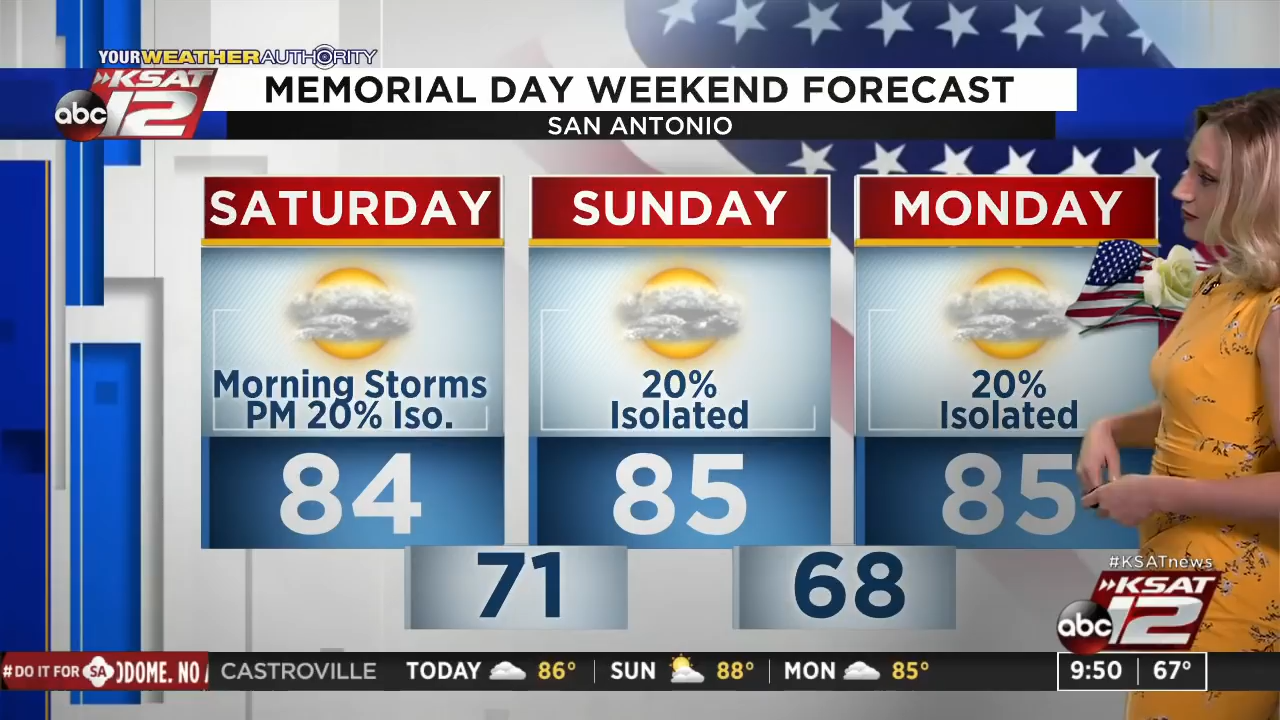 YOUR WEATHER AUTHORITY
KSAT
abc 12
MEMORIAL DAY WEEKEND FORECAST
SAN ANTONIO
SATURDAY
SUNDAY
MONDAY
Morning Storms
PM 20% Iso.
20%
Isolated
20%
Isolated
84
85
85
71
68
#KSATnews
KSAT
abc 12
#DO IT FOR SA DOME. NO
CASTROVILLE TODAY 86° SUN 88° MON 85°
9:50 67°